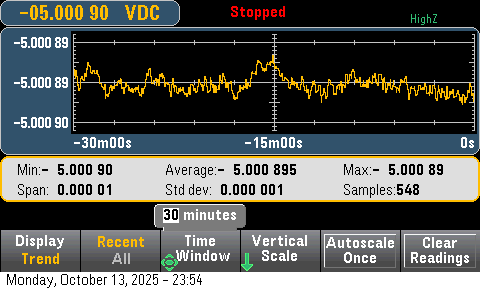 -05.000 90 VDC
Stopped
HighZ
-5.000 89
-5.000 89
-5.000 90
-30m00s
-15m00s
0s
Min:- 5.000 90 Average:- 5.000 895 Max:- 5.000 89
Span: 0.000 01 Std dev: 0.000 001 Samples:548
30 minutes
Display
Trend
Recent
All
Time
Window
Vertical
Scale
Autoscale
Once
Clear
Readings
Monday, October 13, 2025 - 23:54